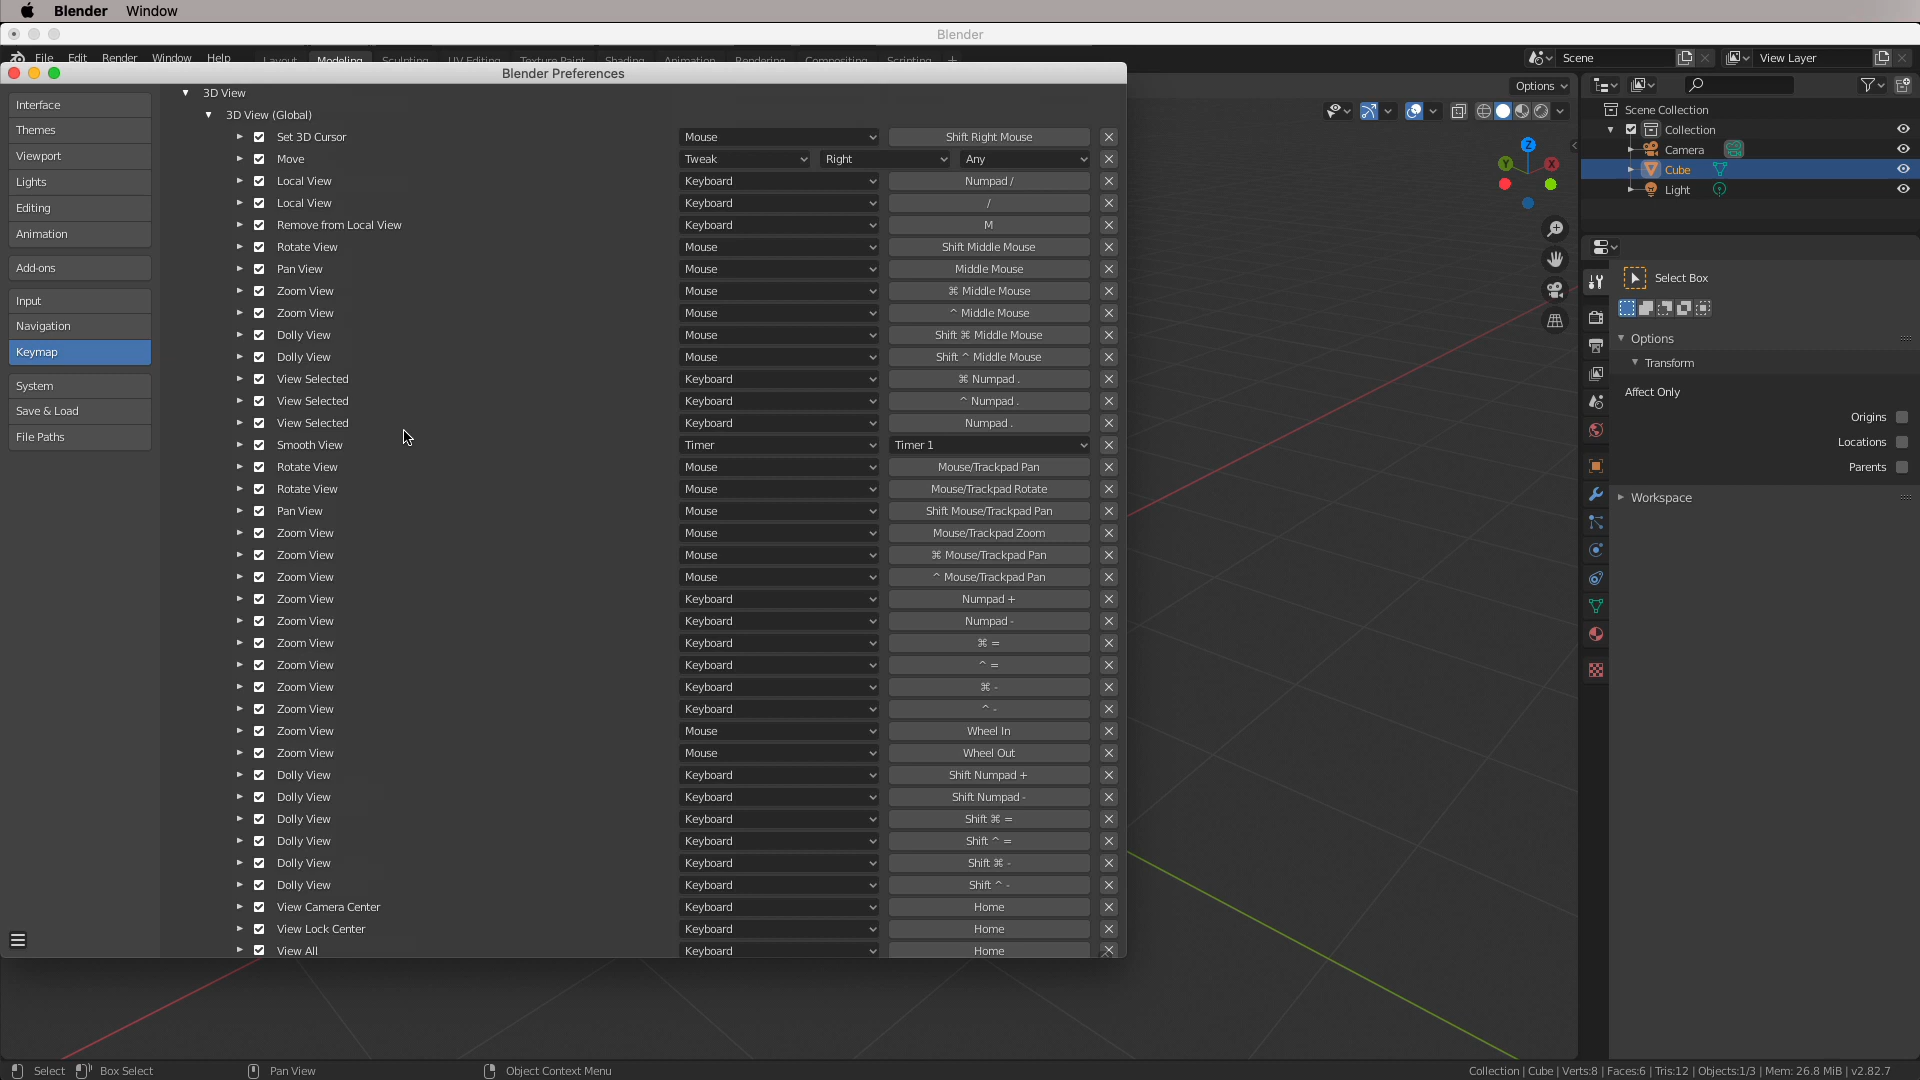 Blender Window
Blender
File Edit Render Window Help Layout Modeling Sculpting UV Editing Texture Paint Shading Animation Rendering Compositing Scripting +
Scene
View Layer
Blender Preferences
Options
Interface
Themes
Viewport
Lights
Editing
Animation
Add-ons
Input
Navigation
Keymap
System
Save & Load
File Paths
3D View
3D View (Global)
Set 3D Cursor Mouse Shift Right Mouse
Move Tweak Right Any
Local View Keyboard Numpad /
Local View Keyboard /
Remove from Local View Keyboard M
Rotate View Mouse Shift Middle Mouse
Pan View Mouse Middle Mouse
Zoom View Mouse ⌘ Middle Mouse
Zoom View Mouse ^ Middle Mouse
Dolly View Mouse Shift ⌘ Middle Mouse
Dolly View Mouse Shift ^ Middle Mouse
View Selected Keyboard ⌘ Numpad .
View Selected Keyboard ^ Numpad .
View Selected Keyboard Numpad .
Smooth View Timer Timer 1
Rotate View Mouse Mouse/Trackpad Pan
Rotate View Mouse Mouse/Trackpad Rotate
Pan View Mouse Shift Mouse/Trackpad Pan
Zoom View Mouse Mouse/Trackpad Zoom
Zoom View Mouse ⌘ Mouse/Trackpad Pan
Zoom View Mouse ^ Mouse/Trackpad Pan
Zoom View Keyboard Numpad +
Zoom View Keyboard Numpad -
Zoom View Keyboard ⌘ =
Zoom View Keyboard ^ =
Zoom View Keyboard ⌘ -
Zoom View Keyboard ^ -
Zoom View Mouse Wheel In
Zoom View Mouse Wheel Out
Dolly View Keyboard Shift Numpad +
Dolly View Keyboard Shift Numpad -
Dolly View Keyboard Shift ⌘ =
Dolly View Keyboard Shift ^ =
Dolly View Keyboard Shift ⌘ -
Dolly View Keyboard Shift ^ -
View Camera Center Keyboard Home
View Lock Center Keyboard Home
View All Keyboard Home
Z
Y X
Scene Collection
Collection
Camera
Cube
Light
Select Box
Options
Transform
Affect Only
Origins
Locations
Parents
Workspace
Select Box Select Pan View Object Context Menu
Collection | Cube | Verts:8 | Faces:6 | Tris:12 | Objects:1/3 | Mem: 26.8 MiB | v2.82.7